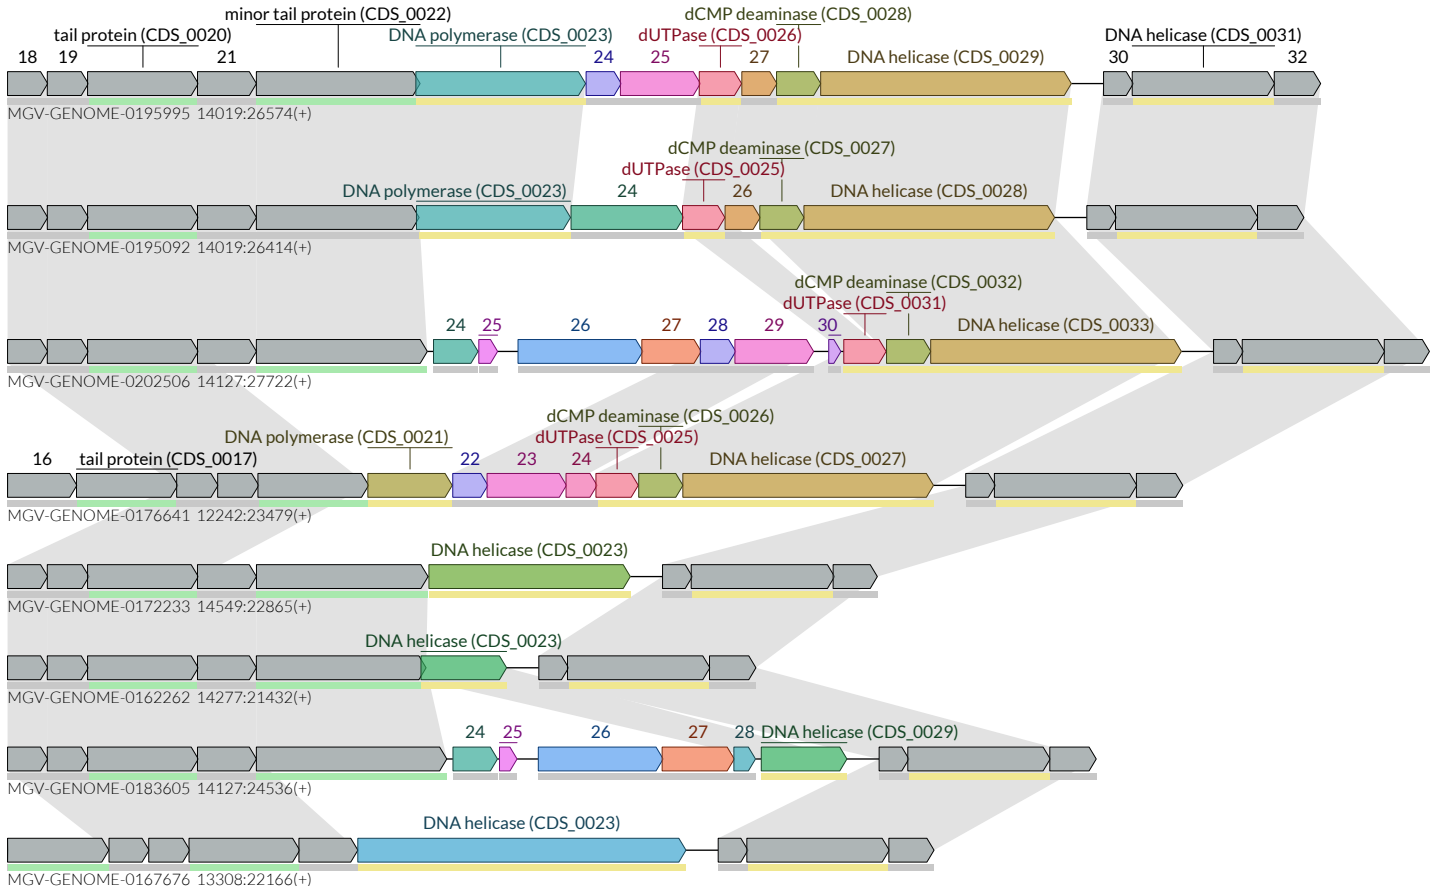 minor tail protein (CDS_0022)
dCMP deaminase (CDS_0028)
tail protein (CDS_0020)
DNA polymerase (CDS_0023)
dUTPase (CDS_0026)
DNA helicase (CDS_0031)
18 19 21 24 25 27 DNA helicase (CDS_0029) 30 32
MGV-GENOME-0195995 14019:26574(+)
dCMP deaminase (CDS_0027)
dUTPase (CDS_0025)
DNA polymerase (CDS_0023) 24 26 DNA helicase (CDS_0028)
MGV-GENOME-0195092 14019:26414(+)
dCMP deaminase (CDS_0032)
dUTPase (CDS_0031)
24 25 26 27 28 29 30 DNA helicase (CDS_0033)
MGV-GENOME-0202506 14127:27722(+)
dCMP deaminase (CDS_0026)
DNA polymerase (CDS_0021) dUTPase (CDS_0025)
16 tail protein (CDS_0017) 22 23 24 DNA helicase (CDS_0027)
MGV-GENOME-0176641 12242:23479(+)
DNA helicase (CDS_0023)
MGV-GENOME-0172233 14549:22865(+)
DNA helicase (CDS_0023)
MGV-GENOME-0162262 14277:21432(+)
24 25 26 27 28 DNA helicase (CDS_0029)
MGV-GENOME-0183605 14127:24536(+)
DNA helicase (CDS_0023)
MGV-GENOME-0167676 13308:22166(+)